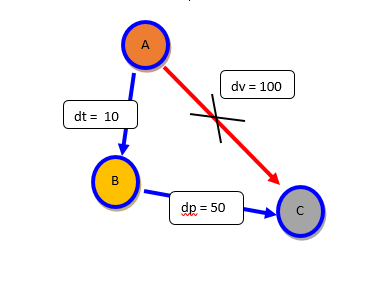 A
dv = 100
dt = 10
B
dp = 50
C